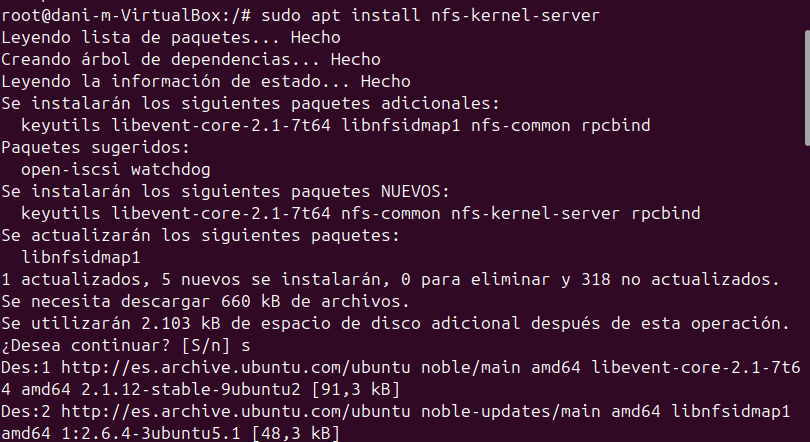 root@dani-m-VirtualBox:/# sudo apt install nfs-kernel-server
Leyendo lista de paquetes... Hecho
Creando árbol de dependencias... Hecho
Leyendo la información de estado... Hecho
Se instalarán los siguientes paquetes adicionales:
  keyutils libevent-core-2.1-7t64 libnfsidmap1 nfs-common rpcbind
Paquetes sugeridos:
  open-iscsi watchdog
Se instalarán los siguientes paquetes NUEVOS:
  keyutils libevent-core-2.1-7t64 nfs-common nfs-kernel-server rpcbind
Se actualizarán los siguientes paquetes:
  libnfsidmap1
1 actualizados, 5 nuevos se instalarán, 0 para eliminar y 318 no actualizados.
Se necesita descargar 660 kB de archivos.
Se utilizarán 2.103 kB de espacio de disco adicional después de esta operación.
¿Desea continuar? [S/n] s
Des:1 http://es.archive.ubuntu.com/ubuntu noble/main amd64 libevent-core-2.1-7t6
4 amd64 2.1.12-stable-9ubuntu2 [91,3 kB]
Des:2 http://es.archive.ubuntu.com/ubuntu noble-updates/main amd64 libnfsidmap1
amd64 1:2.6.4-3ubuntu5.1 [48,3 kB]